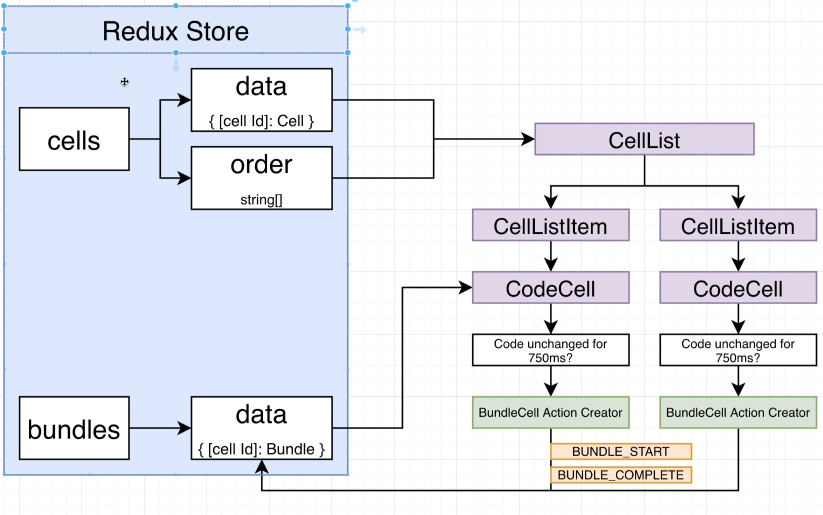 Redux Store
cells
data
{ [cell Id]: Cell }
order
string[]
CellList
CellListItem
CellListItem
CodeCell
CodeCell
Code unchanged for
750ms?
Code unchanged for
750ms?
bundles
data
{ [cell Id]: Bundle }
BundleCell Action Creator
BundleCell Action Creator
BUNDLE_START
BUNDLE_COMPLETE